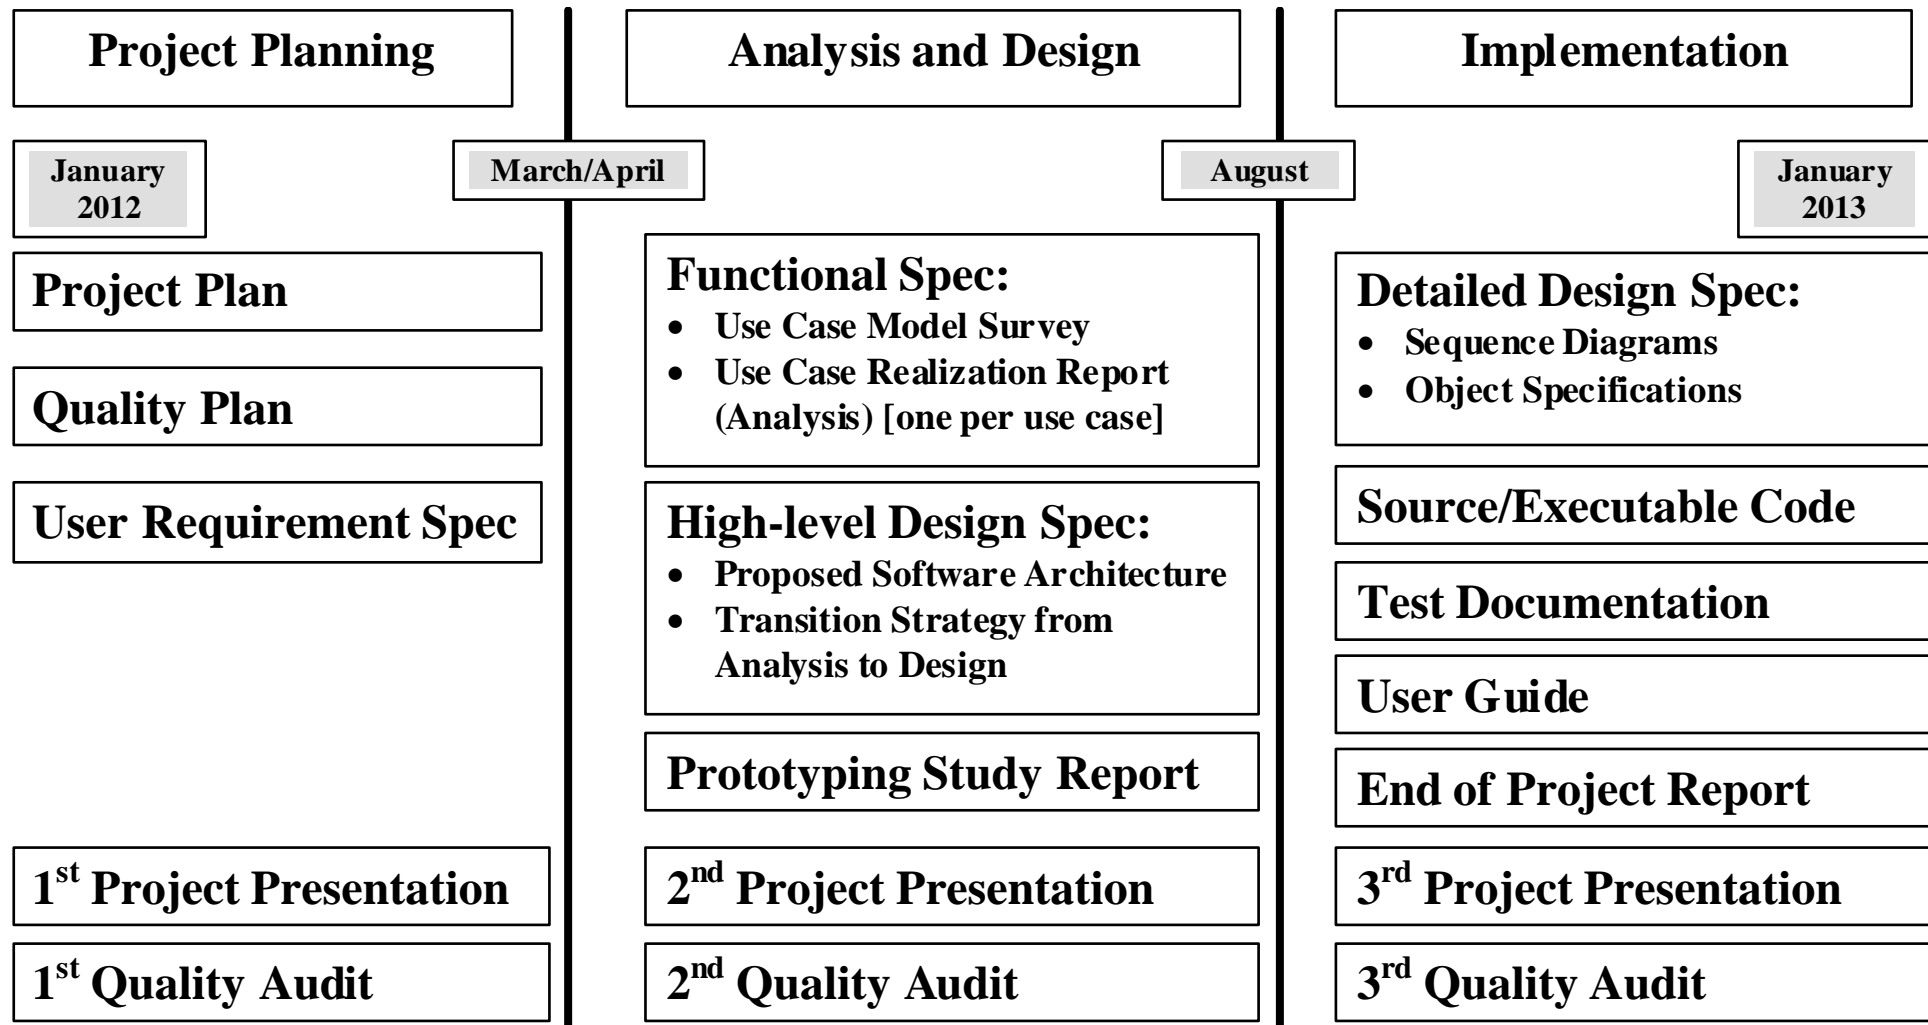 Project Planning
Analysis and Design
Implementation
January
2012
March/April
August
January
2013
Project Plan
Quality Plan
User Requirement Spec
1st Project Presentation
1st Quality Audit
Functional Spec:
• Use Case Model Survey
• Use Case Realization Report
(Analysis) [one per use case]
High-level Design Spec:
• Proposed Software Architecture
• Transition Strategy from
Analysis to Design
Prototyping Study Report
2nd Project Presentation
2nd Quality Audit
Detailed Design Spec:
• Sequence Diagrams
• Object Specifications
Source/Executable Code
Test Documentation
User Guide
End of Project Report
3rd Project Presentation
3rd Quality Audit